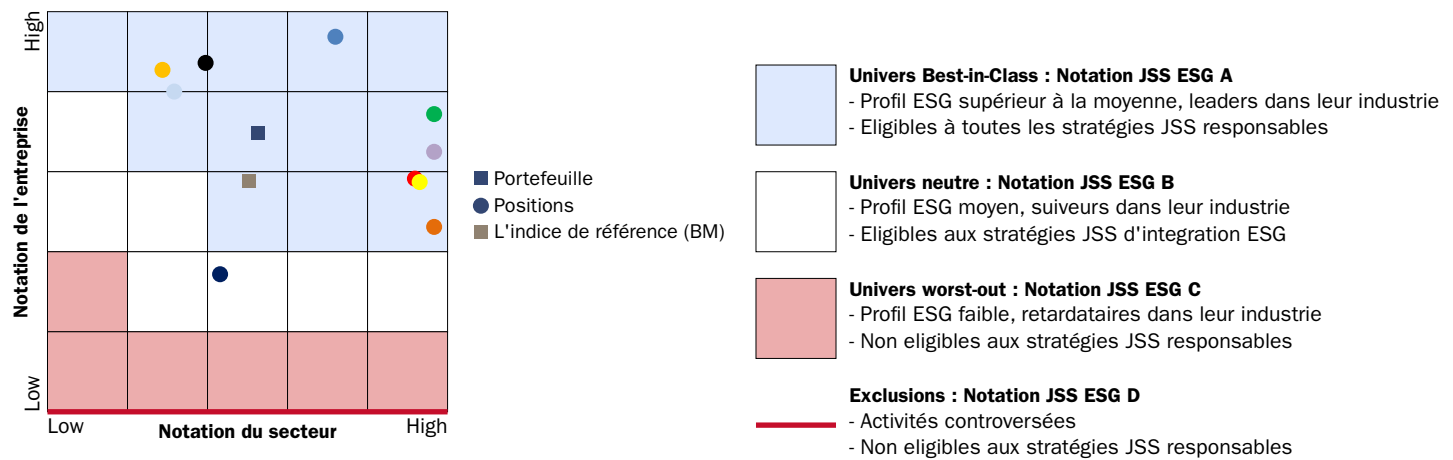 High
Notation de l'entreprise
Low
Low
Notation du secteur
High
Portefeuille
Positions
L'indice de référence (BM)
Univers Best-in-Class : Notation JSS ESG A
- Profil ESG supérieur à la moyenne, leaders dans leur industrie
- Eligibles à toutes les stratégies JSS responsables
Univers neutre : Notation JSS ESG B
- Profil ESG moyen, suiveurs dans leur industrie
- Eligibles aux stratégies JSS d'integration ESG
Univers worst-out : Notation JSS ESG C
- Profil ESG faible, retardataires dans leur industrie
- Non eligibles aux stratégies JSS responsables
Exclusions : Notation JSS ESG D
- Activités controversées
- Non eligibles aux stratégies JSS responsables